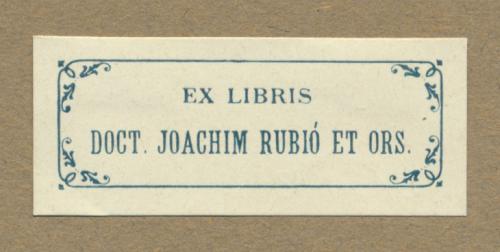 EX LIBRIS
DOCT. JOACHIM RUBIÓ ET ORS.